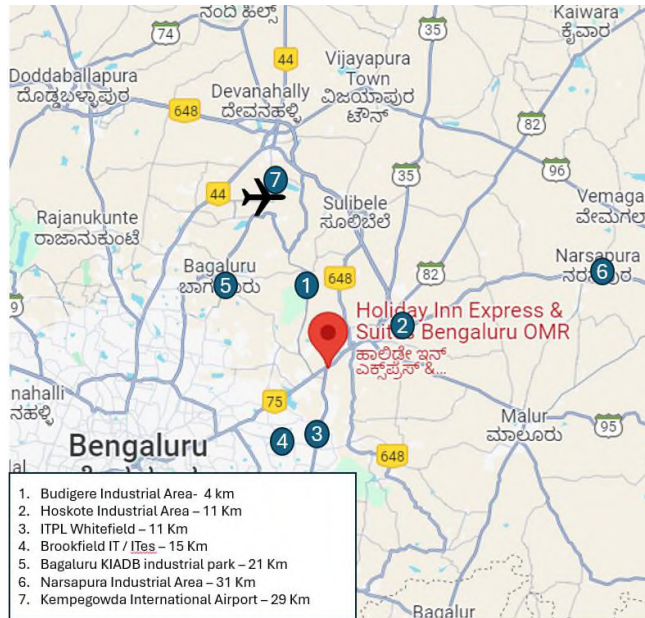 ನಂದಿ ಹಿಲ್ಸ್
74
44
35
Kaiwara
ಕೈವಾರ
Doddaballapura
ದೊಡ್ಡಬಳ್ಳಾಪುರ
Vijayapura
Town
ವಿಜಯಾಪುರ
ಟೌನ್
Devanahally
ದೇವನಹಳ್ಳಿ
648
82
44
7
35
96
Vemaga
ವೇಮಗಲ
Rajanukunte
ರಾಜಾನುಕುಂಟೆ
Sulibele
ಸೂಲಿಬೆಲೆ
Bagaluru
5
1
648
82
Narsapura
6
9
Holiday Inn Express &
Suites Bengaluru OMR
2
ಹಾಲಿಡೇ ಇನ್
ಎಕ್ಸ್‌ಪ್ರೆಸ್ &...
75
nahalli
ನಹಳ್ಳಿ
Malur
ಮಾಲೂರು
95
Bengaluru
4
3
648
1. Budigere Industrial Area- 4 km
2. Hoskote Industrial Area – 11 Km
3. ITPL Whitefield – 11 Km
4. Brookfield IT / ITes – 15 Km
5. Bagaluru KIADB industrial park – 21 Km
6. Narsapura Industrial Area – 31 Km
7. Kempegowda International Airport – 29 Km
Bagalur